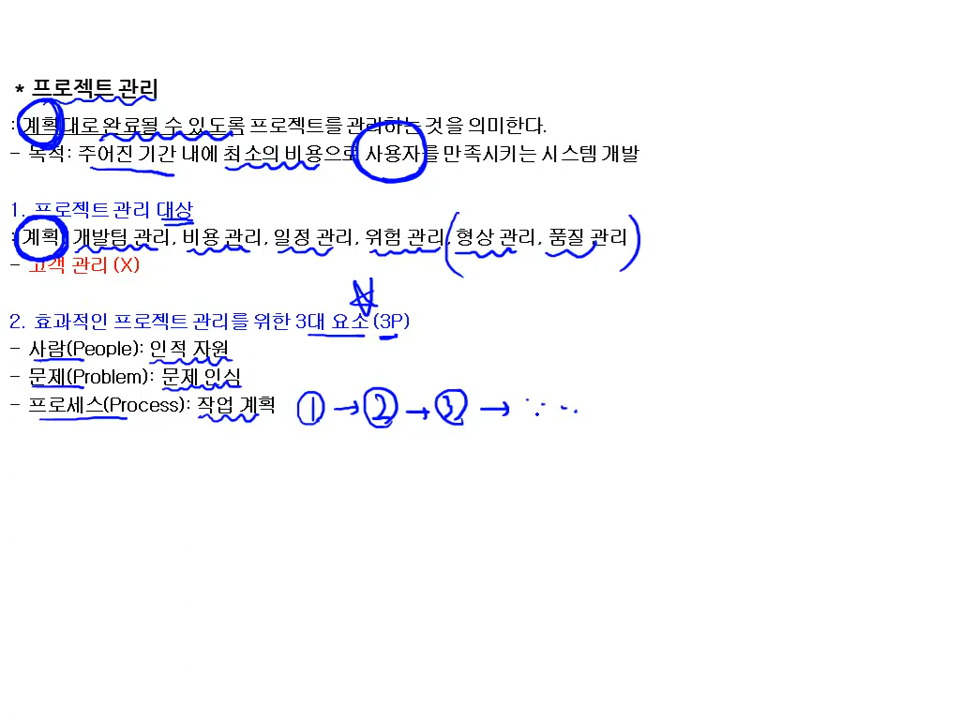 * 프로젝트 관리
: 계획대로 완료될 수 있도록 프로젝트를 관리하는 것을 의미한다.
- 목적: 주어진 기간 내에 최소의 비용으로 사용자를 만족시키는 시스템 개발
1. 프로젝트 관리 대상
: 계획, 개발팀 관리, 비용 관리, 일정 관리, 위험 관리, 형상 관리, 품질 관리
- 고객 관리 (X)
2. 효과적인 프로젝트 관리를 위한 3대 요소 (3P)
- 사람(People): 인적 자원
- 문제(Problem): 문제 인식
- 프로세스(Process): 작업 계획 ① → ② → ③ → ·····